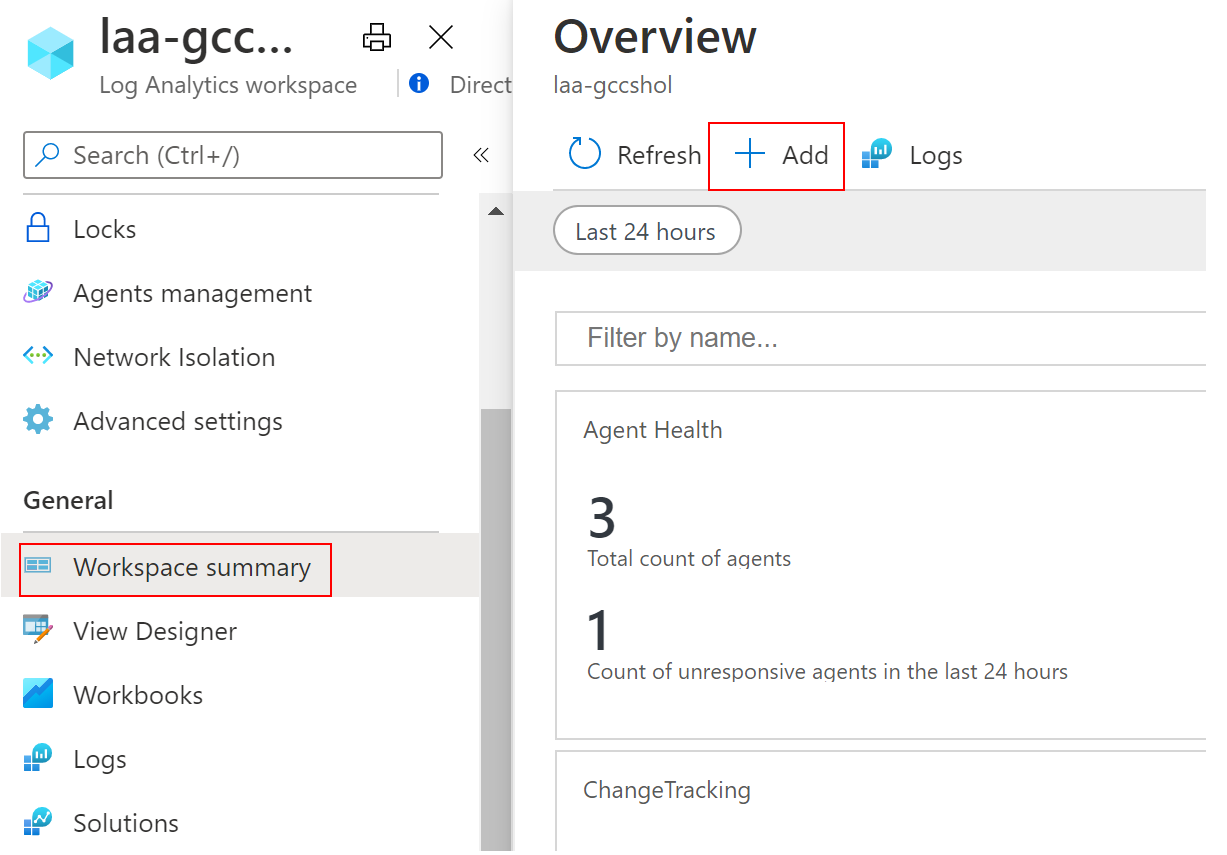 laa-gcc...
Log Analytics workspace
Direct
Search (Ctrl+/)
«
Locks
Agents management
Network Isolation
Advanced settings
General
Workspace summary
View Designer
Workbooks
Logs
Solutions
Overview
laa-gccshol
Refresh
Add
Logs
Last 24 hours
Filter by name...
Agent Health
3
Total count of agents
1
Count of unresponsive agents in the last 24 hours
ChangeTracking